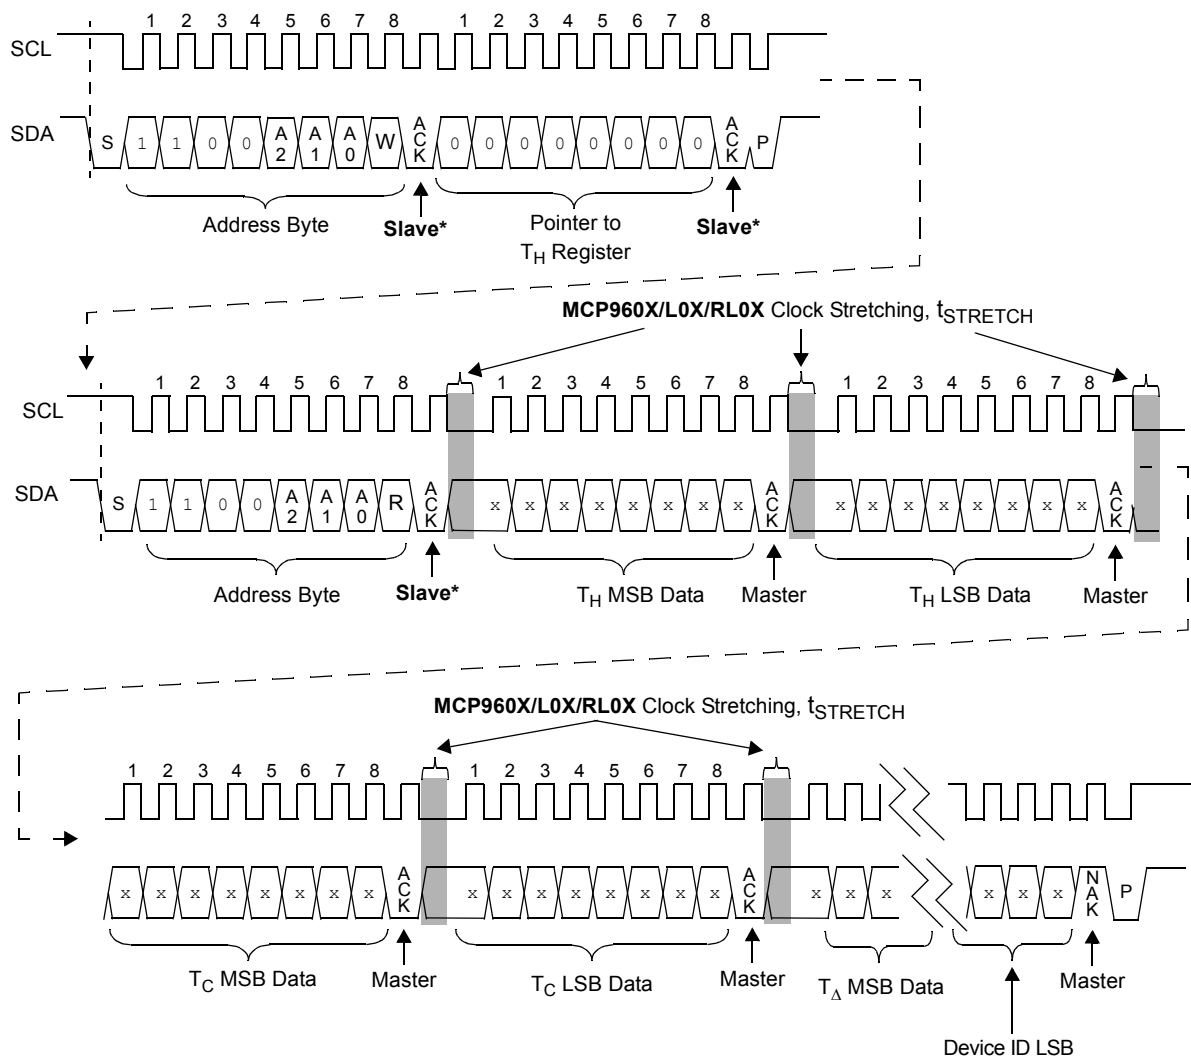 1 2 3 4 5 6 7 8 1 2 3 4 5 6 7 8
SCL
SDA
S 1 1 0 0 A2 A1 A0 W ACK 0 0 0 0 0 0 0 0 ACK P
Address Byte
Slave*
Pointer to
TH Register
Slave*
MCP960X/L0X/RL0X Clock Stretching, tSTRETCH
1 2 3 4 5 6 7 8 1 2 3 4 5 6 7 8 1 2 3 4 5 6 7 8
SCL
SDA
S 1 1 0 0 A2 A1 A0 R ACK x x x x x x x x ACK x x x x x x x x ACK
Address Byte
Slave*
TH MSB Data
Master
TH LSB Data
Master
MCP960X/L0X/RL0X Clock Stretching, tSTRETCH
1 2 3 4 5 6 7 8 1 2 3 4 5 6 7 8
x x x x x x x x ACK x x x x x x x x ACK x x x x x x NAK P
TC MSB Data
Master
TC LSB Data
Master
TΔ MSB Data
Master
Device ID LSB